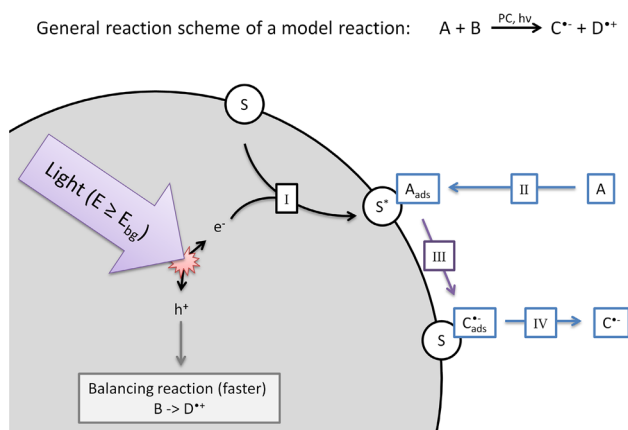 General reaction scheme of a model reaction: A + B PC, hν C•- + D•+
S
Light (E ≥ Ebg)
I
e-
S*
Aads
II
A
III
h+
S
C•-ads
IV
C•-
Balancing reaction (faster)
B -> D•+